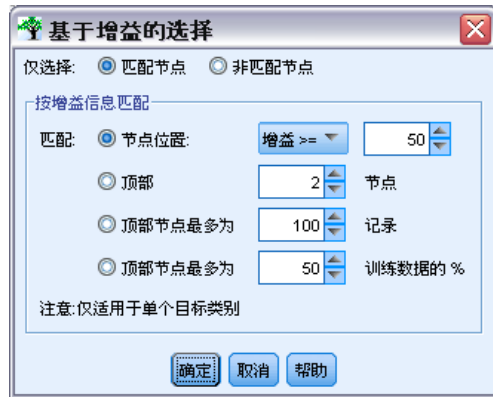 基于增益的选择
仅选择: 匹配节点 非匹配节点
按增益信息匹配
匹配: 节点位置: 增益 >= 50
顶部 2 节点
顶部节点最多为 100 记录
顶部节点最多为 50 训练数据的 %
注意:仅适用于单个目标类别
确定 取消 帮助